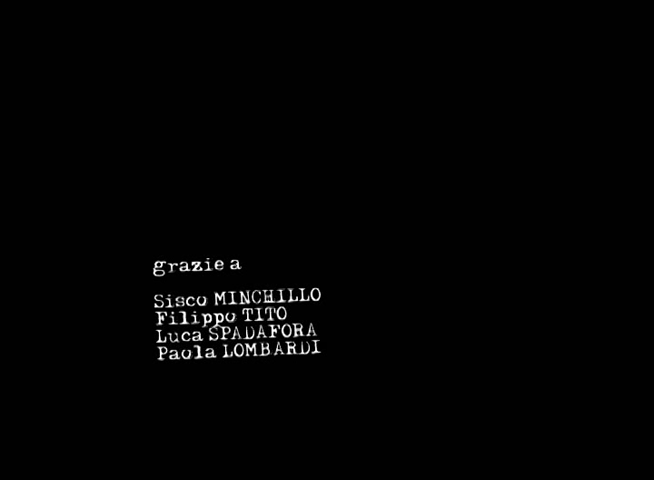 grazie a
Sisco MINCHILLO
Filippo TITO
Luca SPADAFORA
Paola LOMBARDI